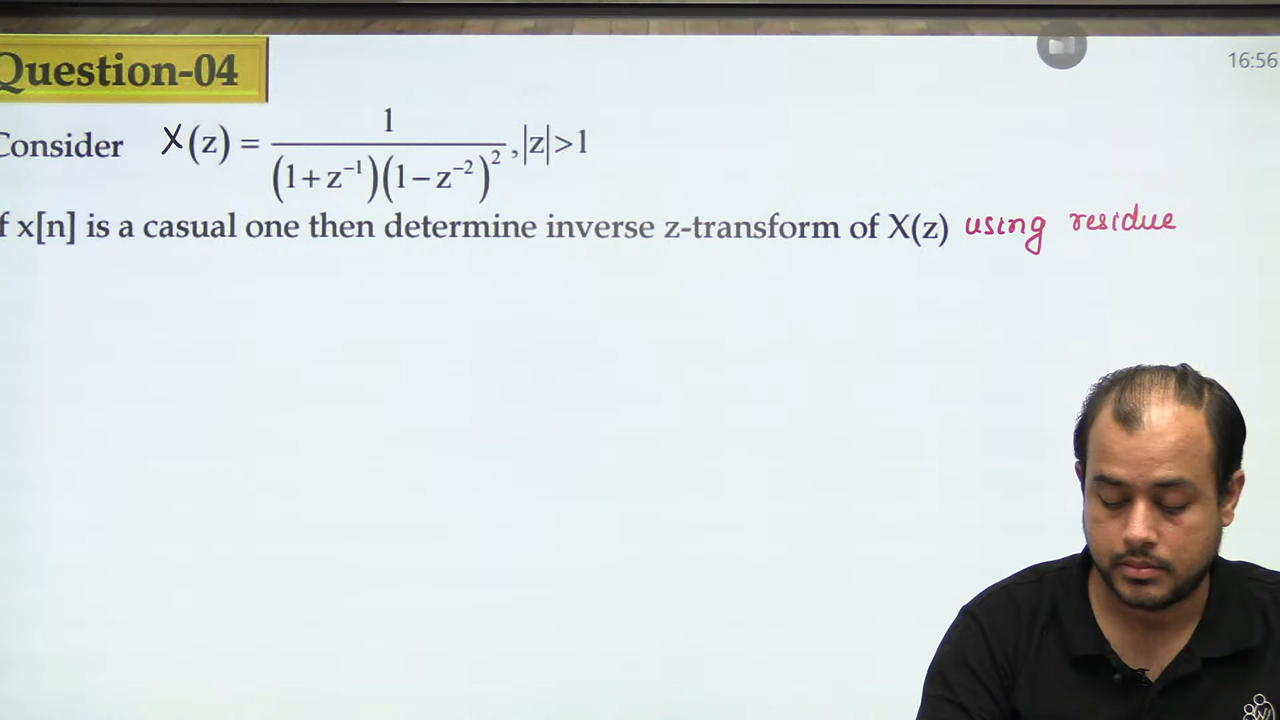 Question-04
16:56
Consider X(z) = 1/((1+z⁻¹)(1−z⁻²)²), |z|>1
f x[n] is a casual one then determine inverse z-transform of X(z) using residue